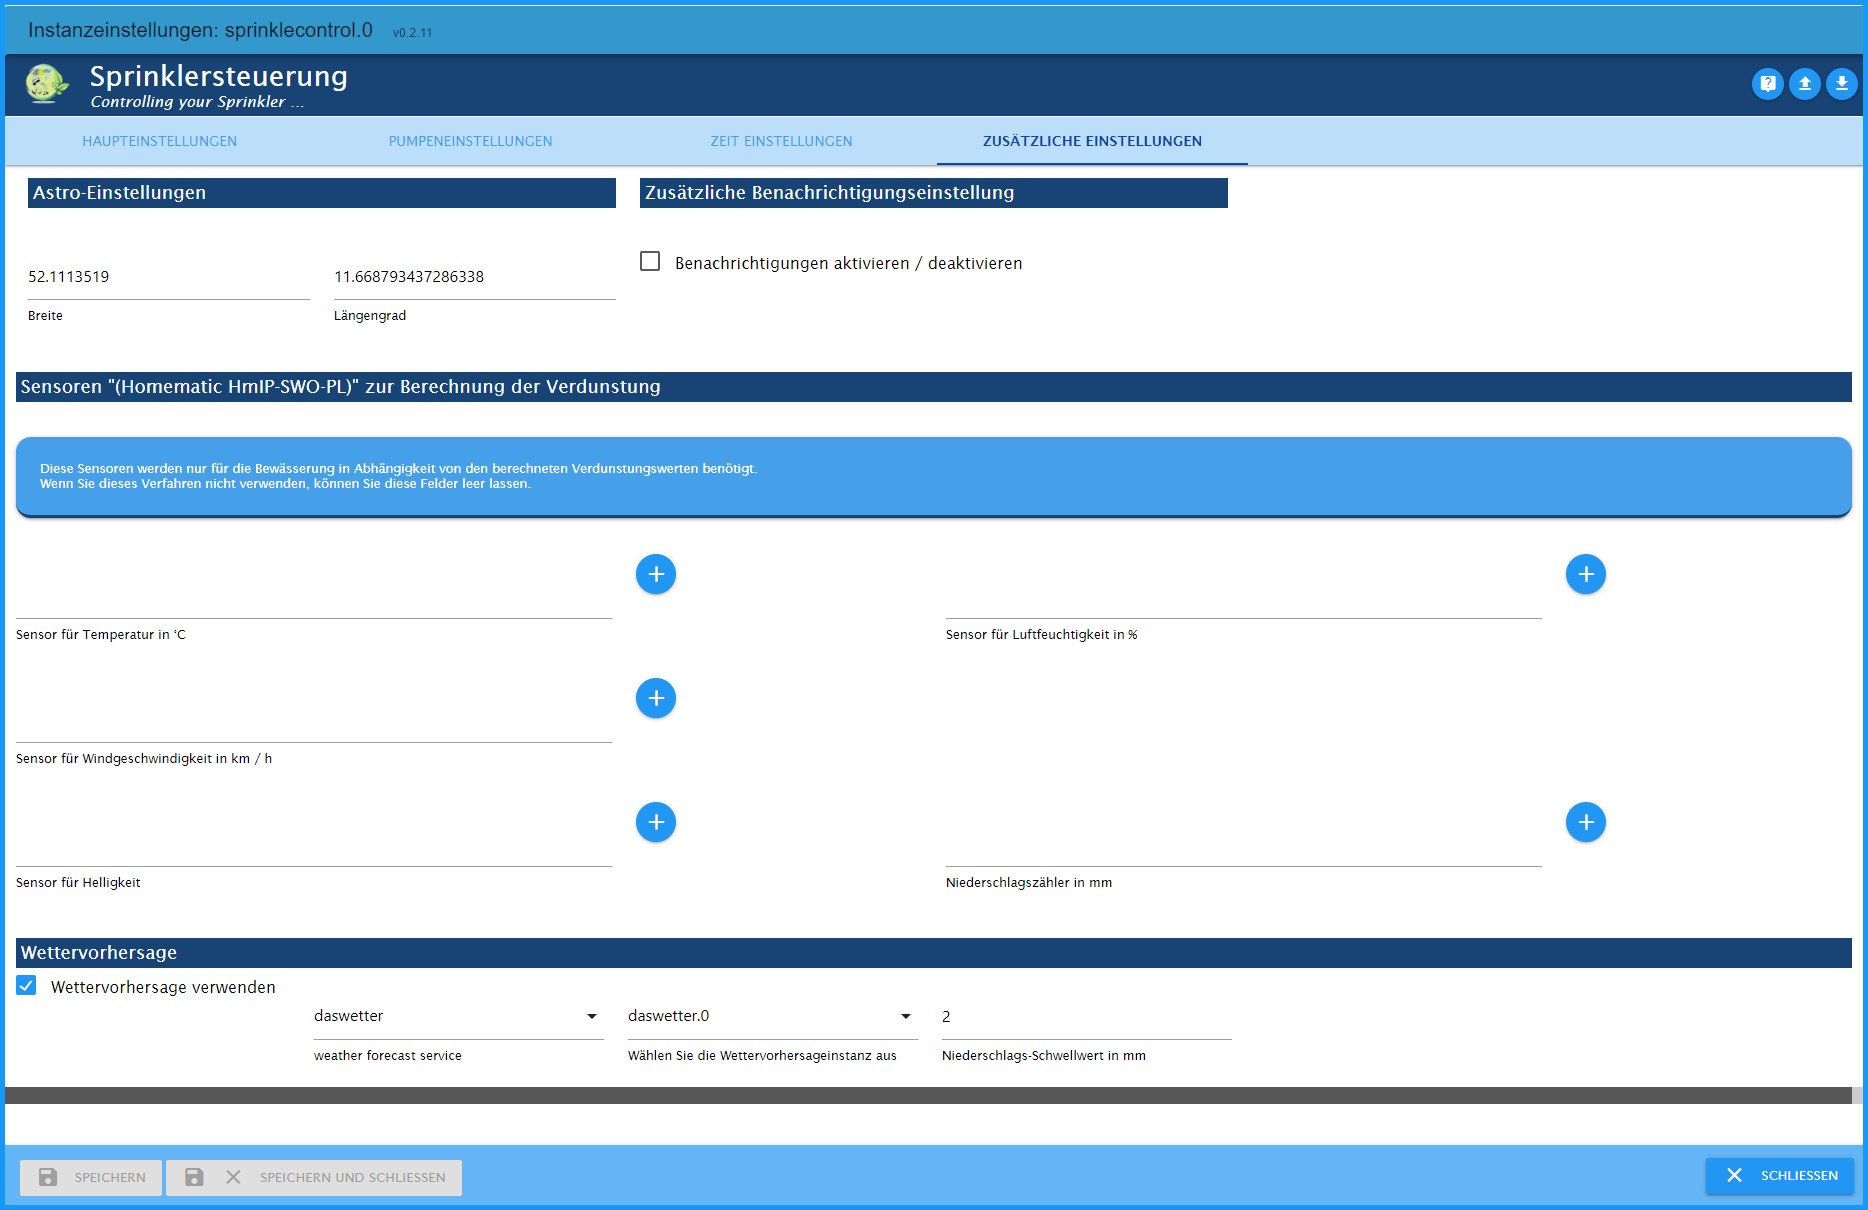 Instanzeinstellungen: sprinklecontrol.0 v0.2.11
Sprinklersteuerung
Controlling your Sprinkler ...
HAUPTEINSTELLUNGEN PUMPENEINSTELLUNGEN ZEIT EINSTELLUNGEN ZUSÄTZLICHE EINSTELLUNGEN
Astro-Einstellungen Zusätzliche Benachrichtigungseinstellung
Benachrichtigungen aktivieren / deaktivieren
52.1113519 11.668793437286338
Breite Längengrad
Sensoren "(Homematic HmIP-SWO-PL)" zur Berechnung der Verdunstung
Diese Sensoren werden nur für die Bewässerung in Abhängigkeit von den berechneten Verdunstungswerten benötigt.
Wenn Sie dieses Verfahren nicht verwenden, können Sie diese Felder leer lassen.
Sensor für Temperatur in °C Sensor für Luftfeuchtigkeit in %
Sensor für Windgeschwindigkeit in km / h
Sensor für Helligkeit Niederschlagszähler in mm
Wettervorhersage
Wettervorhersage verwenden
daswetter daswetter.0 2
weather forecast service Wählen Sie die Wettervorhersageinstanz aus Niederschlags-Schwellwert in mm
SPEICHERN SPEICHERN UND SCHLIESSEN SCHLIESSEN